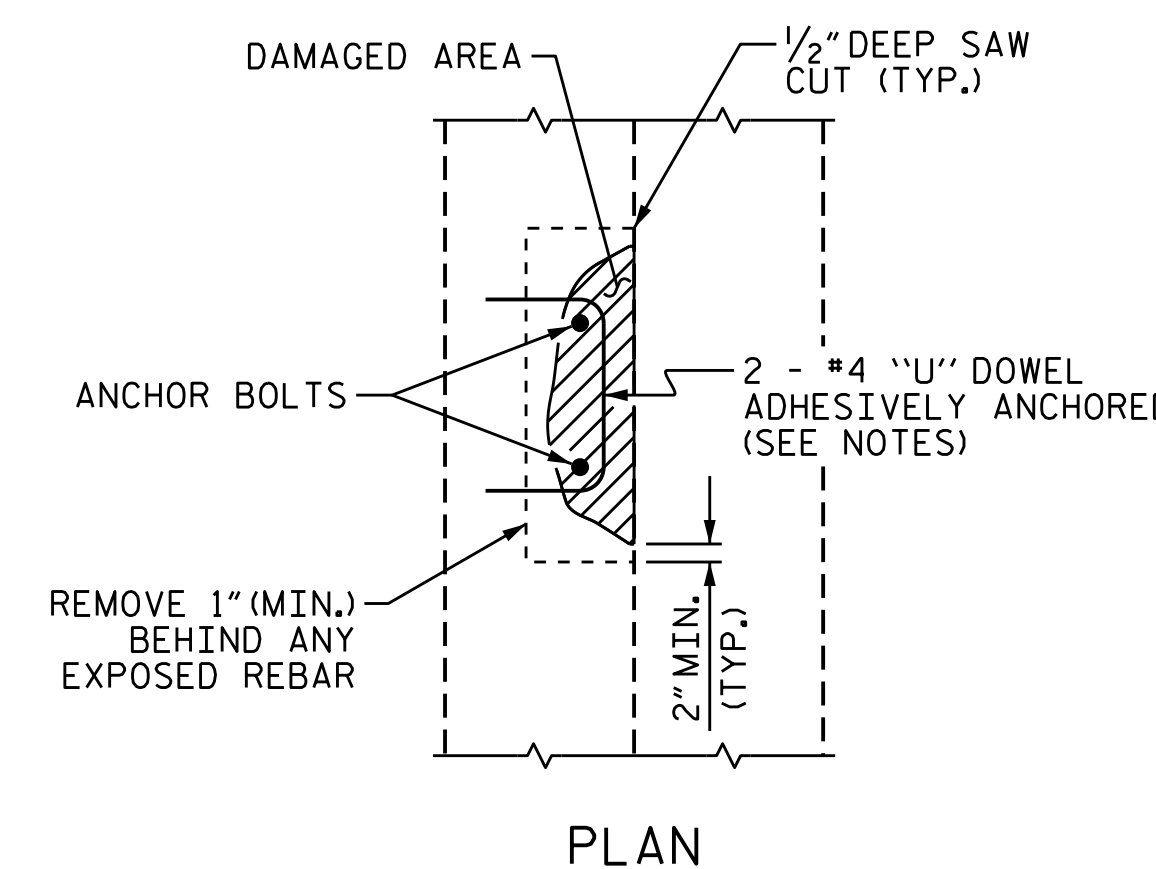 DAMAGED AREA
1/2" DEEP SAW
CUT (TYP.)
ANCHOR BOLTS
2 - #4 "U" DOWEL
ADHESIVELY ANCHORE
(SEE NOTES)
REMOVE 1" (MIN.)
BEHIND ANY
EXPOSED REBAR
2" MIN.
(TYP.)
PLAN